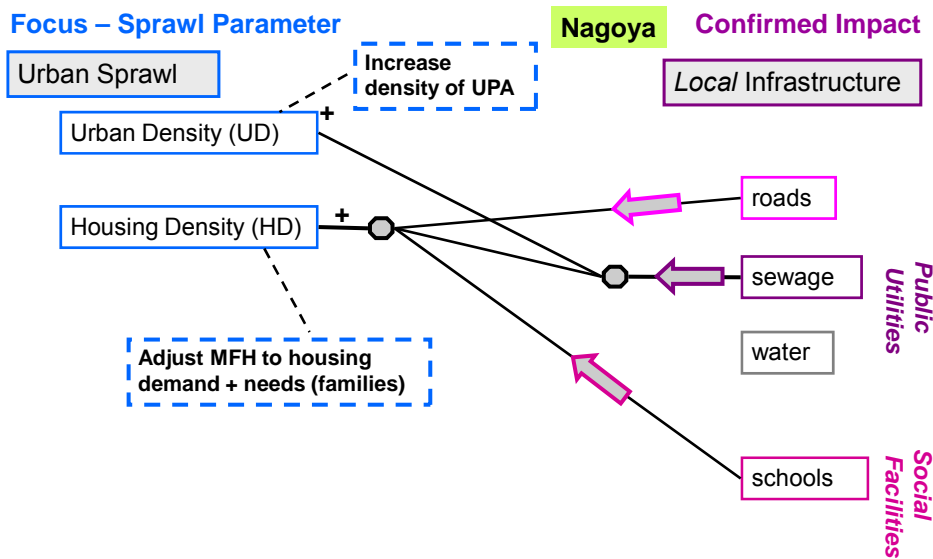 Focus – Sprawl Parameter
Nagoya
Confirmed Impact
Urban Sprawl
Increase
density of UPA
Local Infrastructure
+
Urban Density (UD)
roads
+
Housing Density (HD)
sewage
Public
Utilities
water
Adjust MFH to housing
demand + needs (families)
schools
Social
Facilities